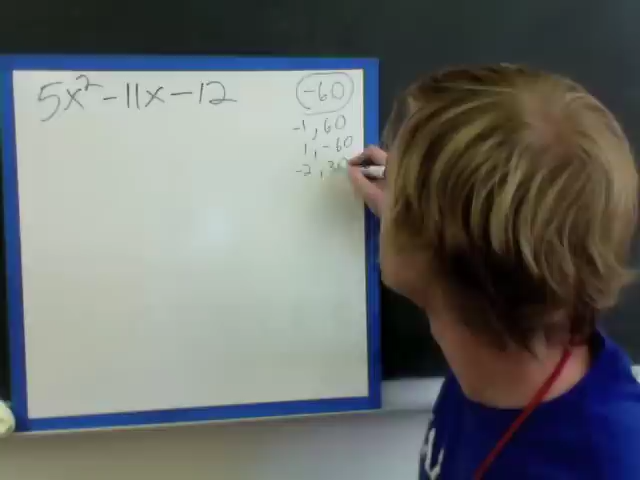 5x² - 11x - 12
-60
-1, 60
1, -60
-2, 30